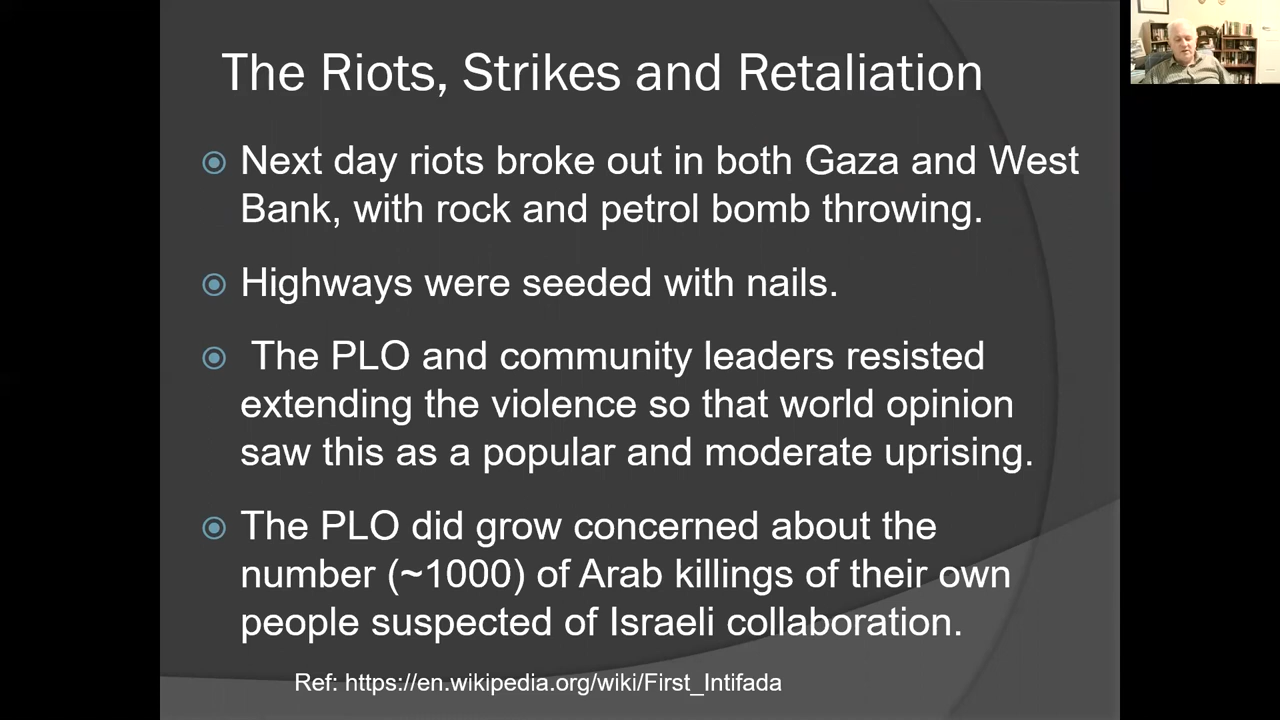 The Riots, Strikes and Retaliation
Next day riots broke out in both Gaza and West
Bank, with rock and petrol bomb throwing.
Highways were seeded with nails.
The PLO and community leaders resisted
extending the violence so that world opinion
saw this as a popular and moderate uprising.
The PLO did grow concerned about the
number (~1000) of Arab killings of their own
people suspected of Israeli collaboration.
Ref: https://en.wikipedia.org/wiki/First_Intifada